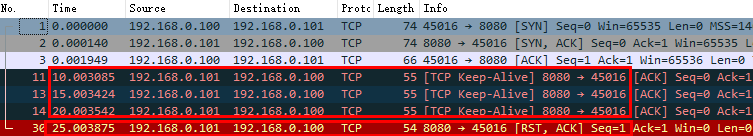 No. Time Source Destination Protc Length Info
1 0.000000 192.168.0.100 192.168.0.101 TCP 74 45016 → 8080 [SYN] Seq=0 Win=65535 Len=0 MSS=14
2 0.000140 192.168.0.101 192.168.0.100 TCP 74 8080 → 45016 [SYN, ACK] Seq=0 Ack=1 Win=65535 L
3 0.001949 192.168.0.100 192.168.0.101 TCP 66 45016 → 8080 [ACK] Seq=1 Ack=1 Win=65536 Len=0
11 10.003085 192.168.0.101 192.168.0.100 TCP 55 [TCP Keep-Alive] 8080 → 45016 [ACK] Seq=0 Ack=1
13 15.003424 192.168.0.101 192.168.0.100 TCP 55 [TCP Keep-Alive] 8080 → 45016 [ACK] Seq=0 Ack=1
14 20.003542 192.168.0.101 192.168.0.100 TCP 55 [TCP Keep-Alive] 8080 → 45016 [ACK] Seq=0 Ack=1
30 25.003875 192.168.0.101 192.168.0.100 TCP 54 8080 → 45016 [RST, ACK] Seq=1 Ack=1 Win=0 Len=0